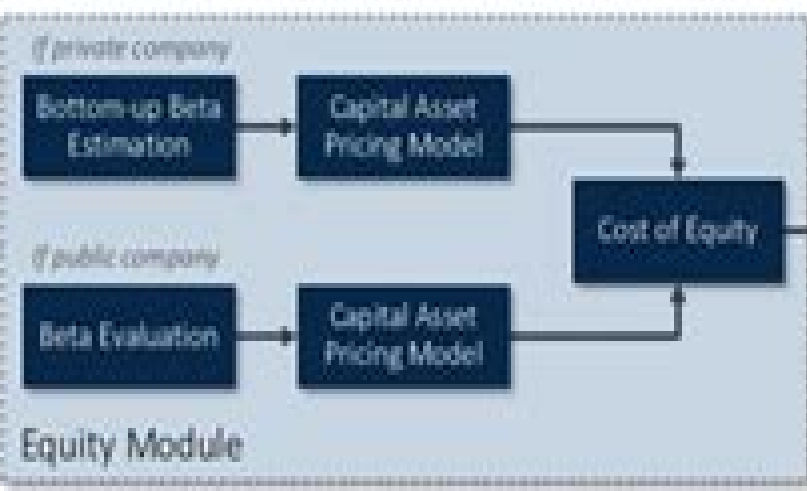 If private company
Bottom-up Beta
Estimation
Capital Asset
Pricing Model
Cost of Equity
If public company
Beta Evaluation
Capital Asset
Pricing Model
Equity Module